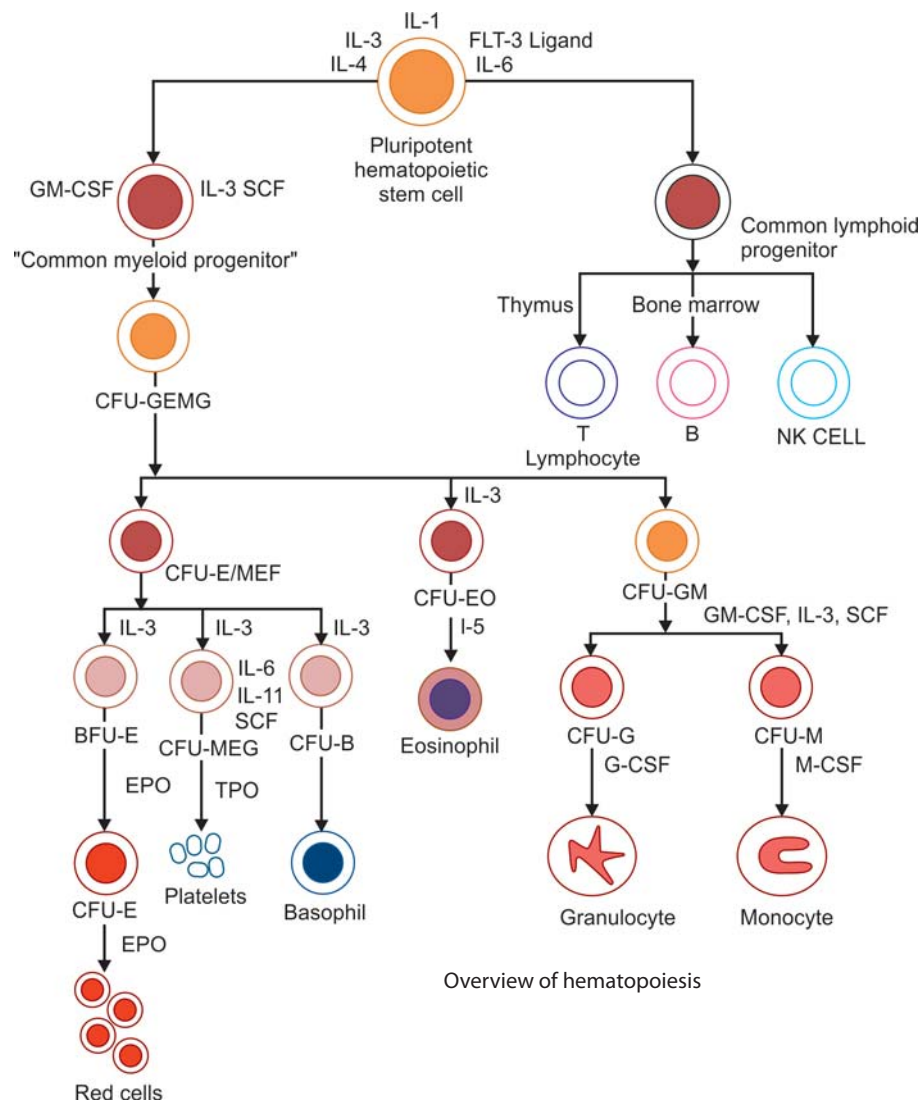 IL-1
IL-3
FLT-3 Ligand
IL-4
IL-6
Pluripotent
hematopoietic
stem cell
GM-CSF
IL-3 SCF
"Common myeloid progenitor"
Common lymphoid
progenitor
Thymus
Bone marrow
CFU-GEMG
T
Lymphocyte
B
NK CELL
IL-3
CFU-E/MEF
CFU-EO
CFU-GM
I-5
GM-CSF, IL-3, SCF
IL-3
IL-3
IL-3
IL-6
IL-11
SCF
BFU-E
CFU-MEG
CFU-B
Eosinophil
CFU-G
CFU-M
EPO
TPO
G-CSF
M-CSF
CFU-E
Platelets
Basophil
Granulocyte
Monocyte
EPO
Overview of hematopoiesis
Red cells